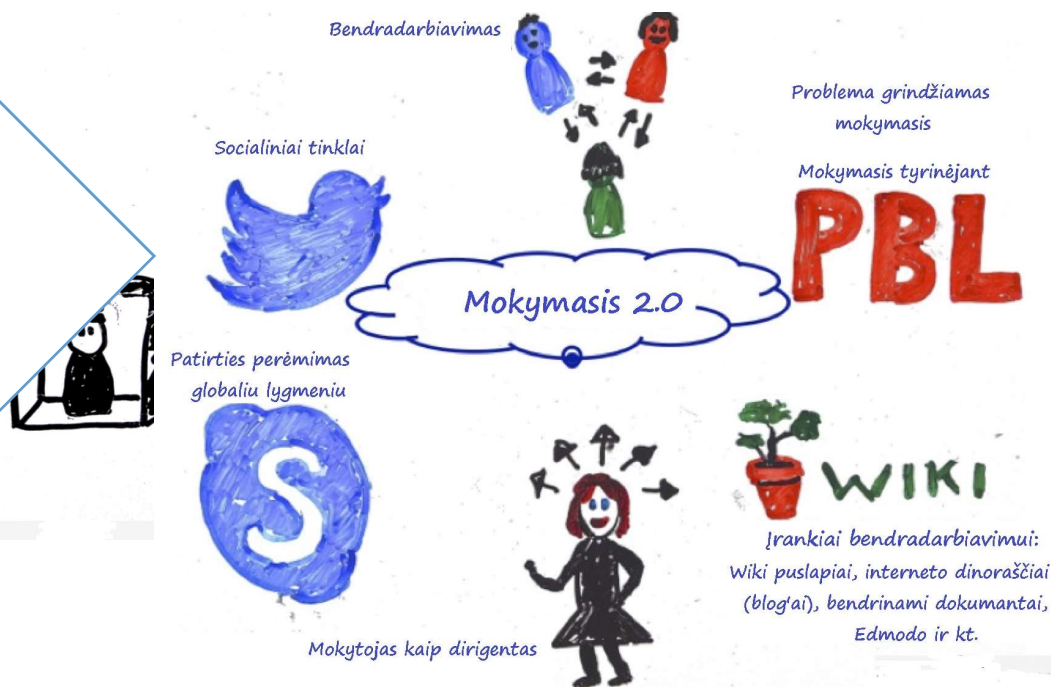 Bendradarbiavimas
Problema grindžiamas
mokymasis
Socialiniai tinklai
Mokymasis tyrinėjant
PBL
Mokymasis 2.0
Patirties perėmimas
globaliu lygmeniu
S
WIKI
Įrankiai bendradarbiavimui:
Wiki puslapiai, interneto dinoraščiai
(blog'ai), bendrinami dokumantai,
Edmodo ir kt.
Mokytojas kaip dirigentas